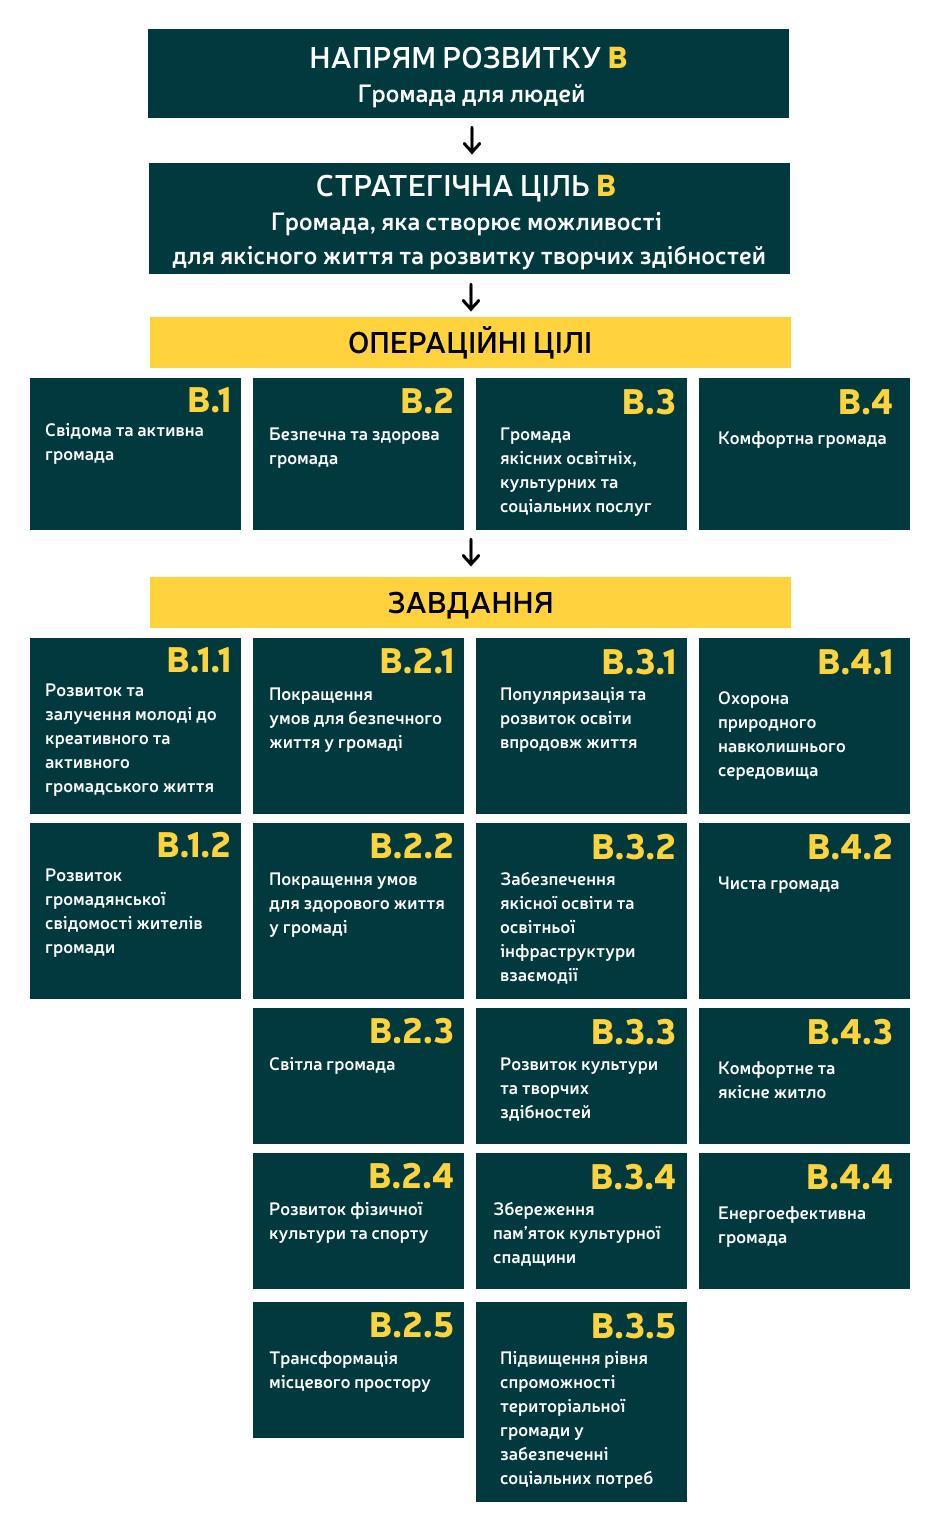 НАПРЯМ РОЗВИТКУ В
Громада для людей
СТРАТЕГІЧНА ЦІЛЬ В
Громада, яка створює можливості
для якісного життя та розвитку творчих здібностей
ОПЕРАЦІЙНІ ЦІЛІ
В.1
Свідома та активна
громада
В.2
Безпечна та здорова
громада
В.3
Громада
якісних освітніх,
культурних та
соціальних послуг
В.4
Комфортна громада
ЗАВДАННЯ
В.1.1
Розвиток та
залучення молоді до
креативного та
активного
громадського життя
В.2.1
Покращення
умов для безпечного
життя у громаді
В.3.1
Популяризація та
розвиток освіти
впродовж життя
В.4.1
Охорона
природного
навколишнього
середовища
В.1.2
Розвиток
громадянської
свідомості жителів
громади
В.2.2
Покращення умов
для здорового життя
у громаді
В.3.2
Забезпечення
якісної освіти та
освітньої
інфраструктури
взаємодії
В.4.2
Чиста громада
В.2.3
Світла громада
В.3.3
Розвиток культури
та творчих
здібностей
В.4.3
Комфортне та
якісне житло
В.2.4
Розвиток фізичної
культури та спорту
В.3.4
Збереження
пам’яток культурної
спадщини
В.4.4
Енергоефективна
громада
В.2.5
Трансформація
місцевого простору
В.3.5
Підвищення рівня
спроможності
територіальної
громади у
забезпеченні
соціальних потреб